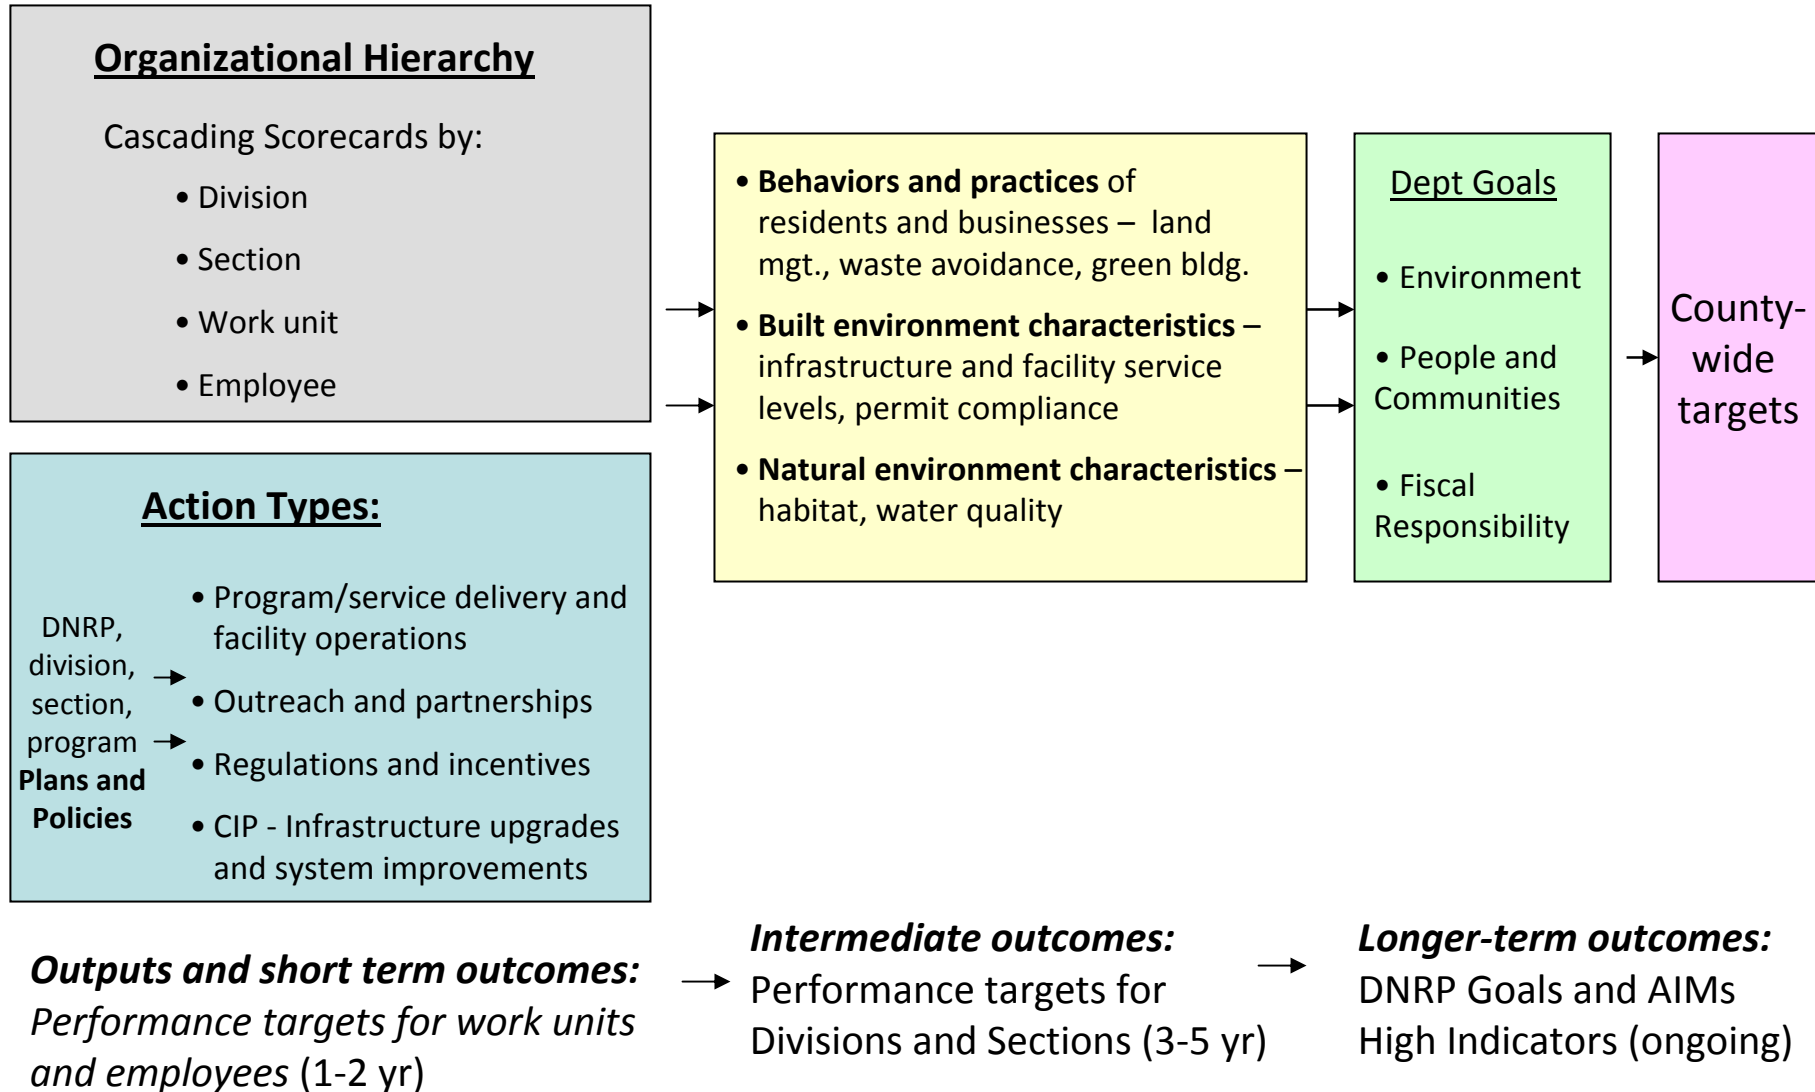 Organizational Hierarchy
Cascading Scorecards by:
• Division
• Section
• Work unit
• Employee
Action Types:
DNRP,
division,
section,
program
Plans and
Policies
• Program/service delivery and
facility operations
• Outreach and partnerships
• Regulations and incentives
• CIP - Infrastructure upgrades
and system improvements
• Behaviors and practices of
residents and businesses – land
mgt., waste avoidance, green bldg.
• Built environment characteristics –
infrastructure and facility service
levels, permit compliance
• Natural environment characteristics –
habitat, water quality
Dept Goals
• Environment
• People and
Communities
• Fiscal
Responsibility
County-
wide
targets
Outputs and short term outcomes:
Performance targets for work units
and employees (1-2 yr)
Intermediate outcomes:
Performance targets for
Divisions and Sections (3-5 yr)
Longer-term outcomes:
DNRP Goals and AIMs
High Indicators (ongoing)